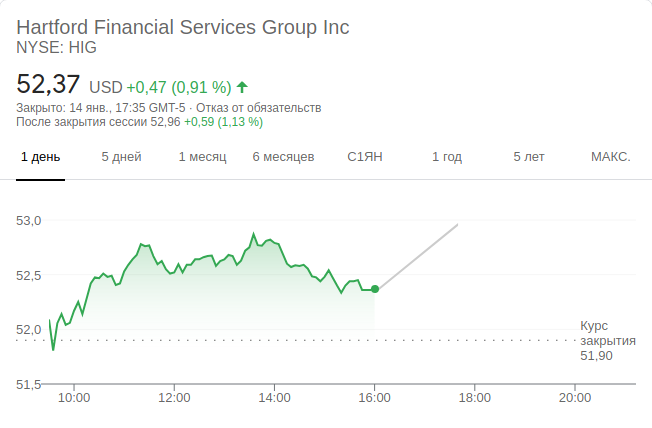 Hartford Financial Services Group Inc
NYSE: HIG
52,37 USD +0,47 (0,91 %)
Закрыто: 14 янв., 17:35 GMT-5 · Отказ от обязательств
После закрытия сессии 52,96 +0,59 (1,13 %)
1 день 5 дней 1 месяц 6 месяцев С1ЯН 1 год 5 лет МАКС.
53,0
52,5
52,0
Курс
закрытия
51,90
51,5
10:00 12:00 14:00 16:00 18:00 20:00